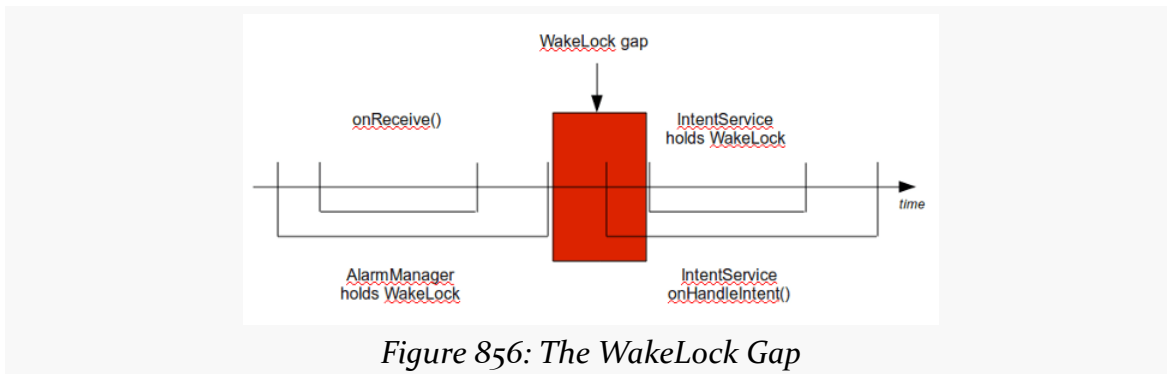 WakeLock gap
onReceive()
IntentService
holds WakeLock
time
AlarmManager
holds WakeLock
IntentService
onHandleIntent()
Figure 856: The WakeLock Gap